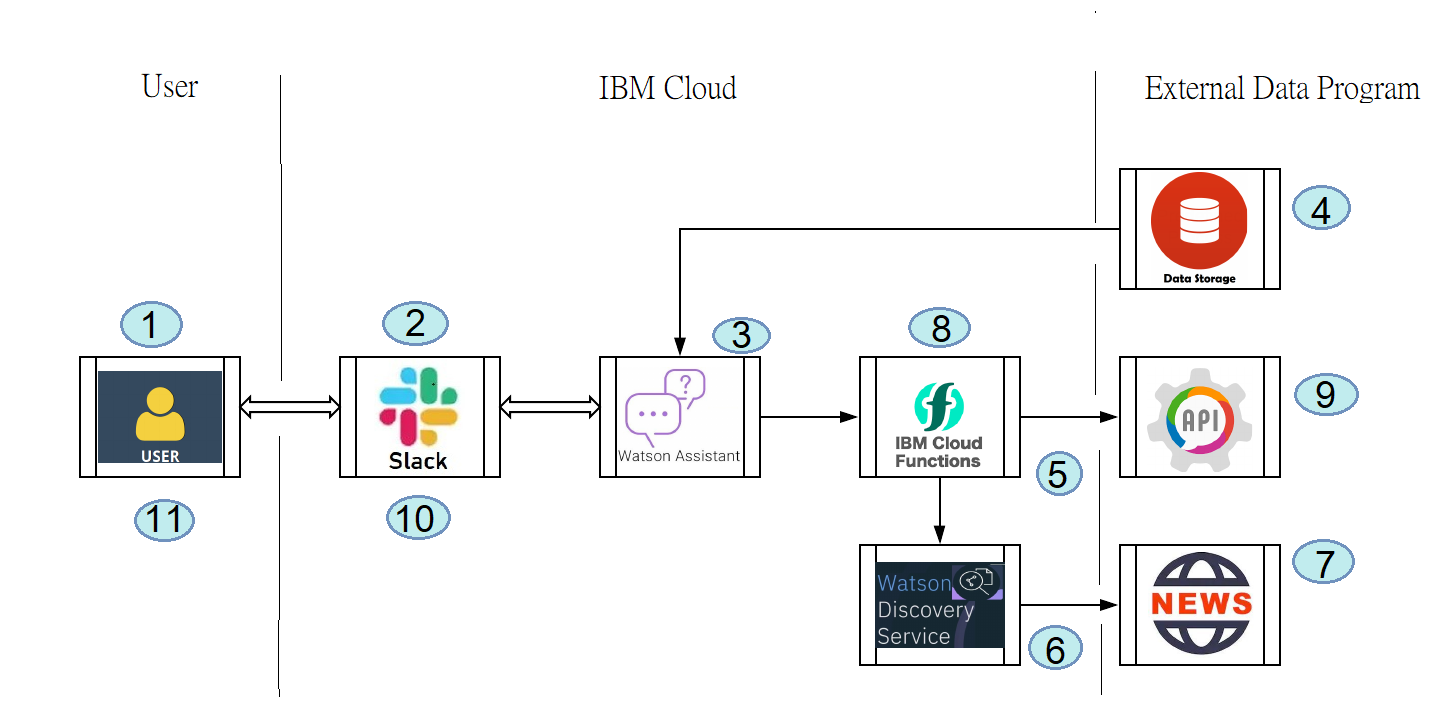 User
IBM Cloud
External Data Program
4
Data Storage
1
2
3
8
9
USER
Slack
?
Watson Assistant
IBM Cloud
Functions
API
5
11
10
7
Watson
Discovery
Service
NEWS
6